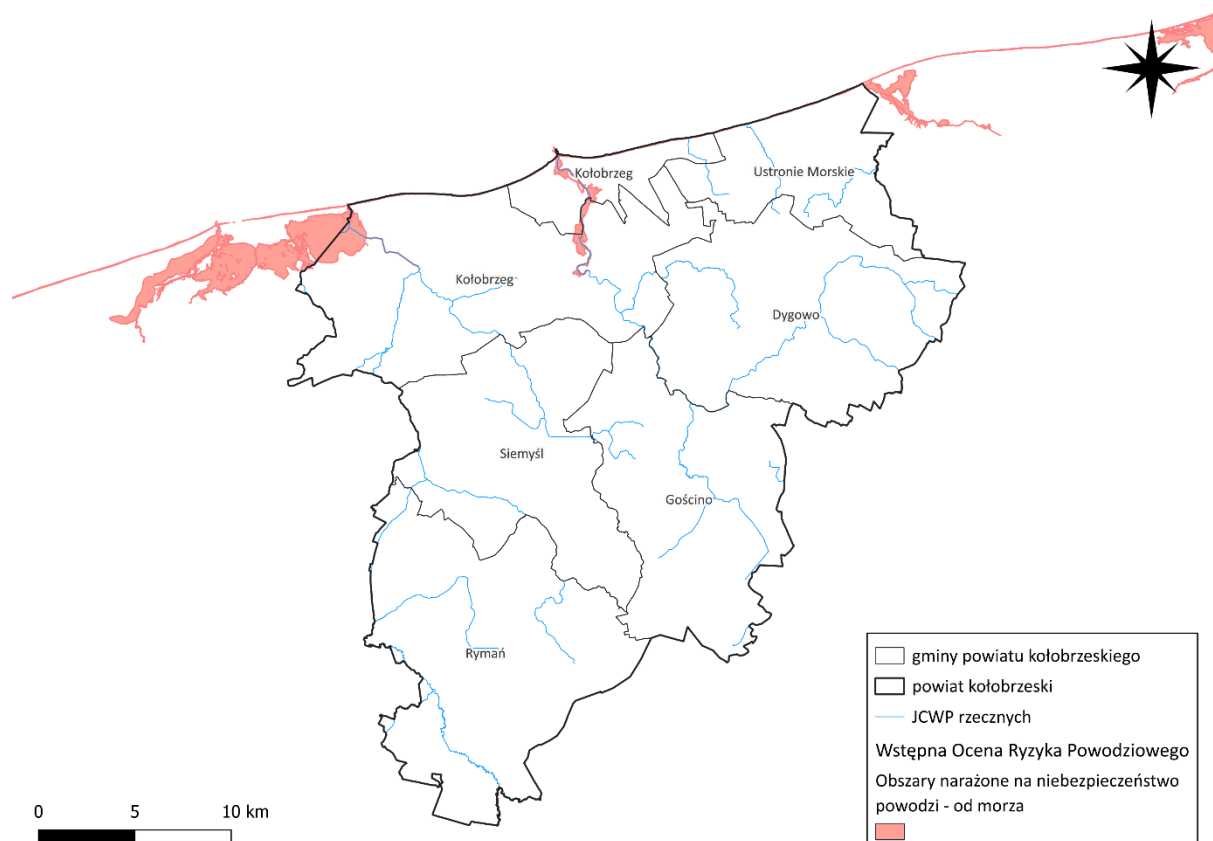 Kołobrzeg
Ustronie Morskie
Kołobrzeg
Dygowo
Siemyśl
Gościno
Rymań
gminy powiatu kołobrzeskiego
powiat kołobrzeski
JCWP rzecznych
Wstępna Ocena Ryzyka Powodziowego
Obszary narażone na niebezpieczeństwo
powodzi - od morza
0 5 10 km